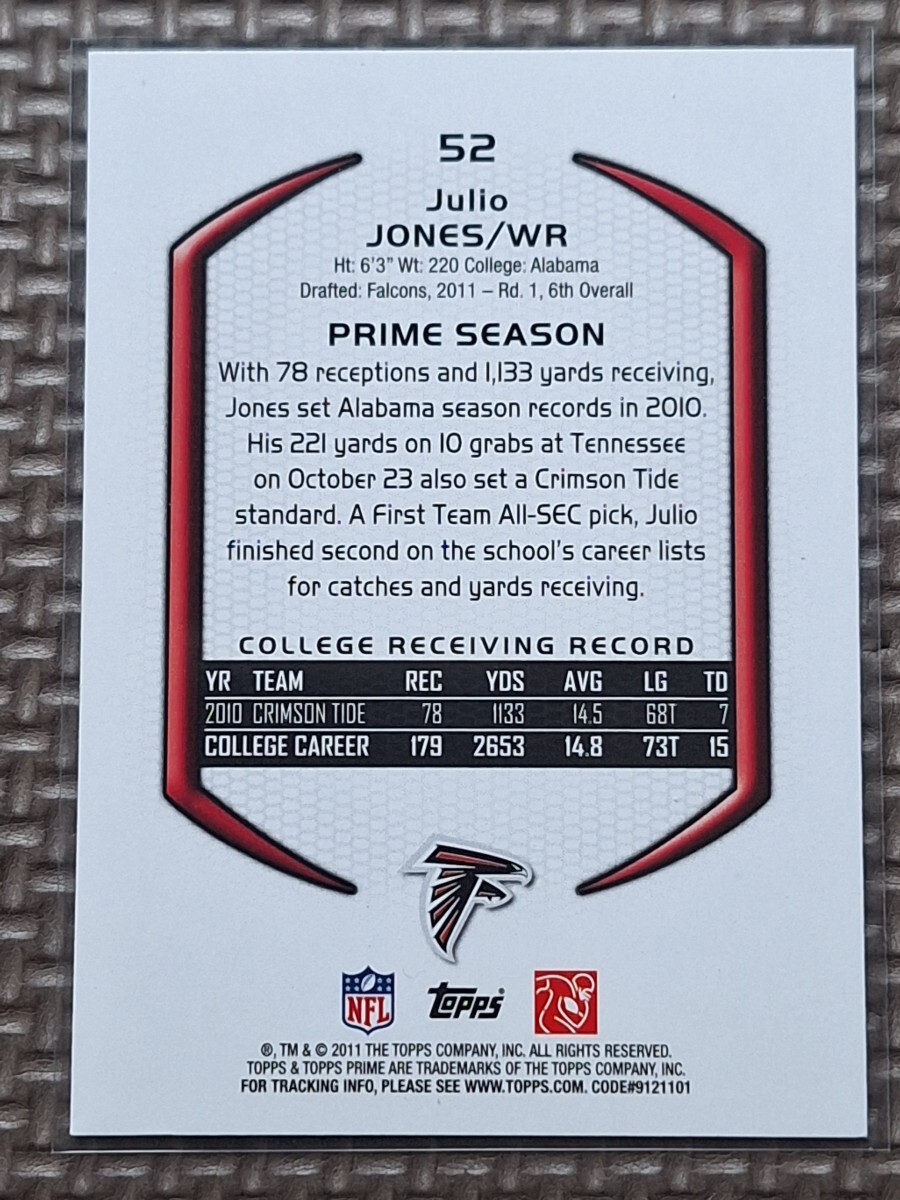 52
Julio
JONES/WR
Ht: 6'3" Wt: 220 College: Alabama
Drafted: Falcons, 2011 – Rd. 1, 6th Overall
PRIME SEASON
With 78 receptions and 1,133 yards receiving,
Jones set Alabama season records in 2010.
His 221 yards on 10 grabs at Tennessee
on October 23 also set a Crimson Tide
standard. A First Team All-SEC pick, Julio
finished second on the school's career lists
for catches and yards receiving.
COLLEGE RECEIVING RECORD
YR TEAM REC YDS AVG LG TD
2010 CRIMSON TIDE 78 1133 14.5 68T 7
COLLEGE CAREER 179 2653 14.8 73T 15
NFL Topps®
®, TM & © 2011 THE TOPPS COMPANY, INC. ALL RIGHTS RESERVED.
TOPPS & TOPPS PRIME ARE TRADEMARKS OF THE TOPPS COMPANY, INC.
FOR TRACKING INFO, PLEASE SEE WWW.TOPPS.COM. CODE#9121101